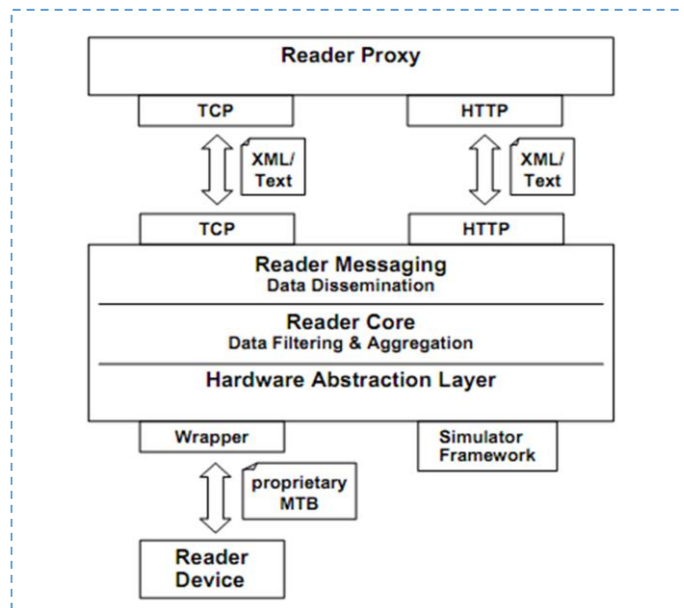 Reader Proxy
TCP
HTTP
XML/
Text
XML/
Text
TCP
HTTP
Reader Messaging
Data Dissemination
Reader Core
Data Filtering & Aggregation
Hardware Abstraction Layer
Wrapper
Simulator
Framework
proprietary
MTB
Reader
Device